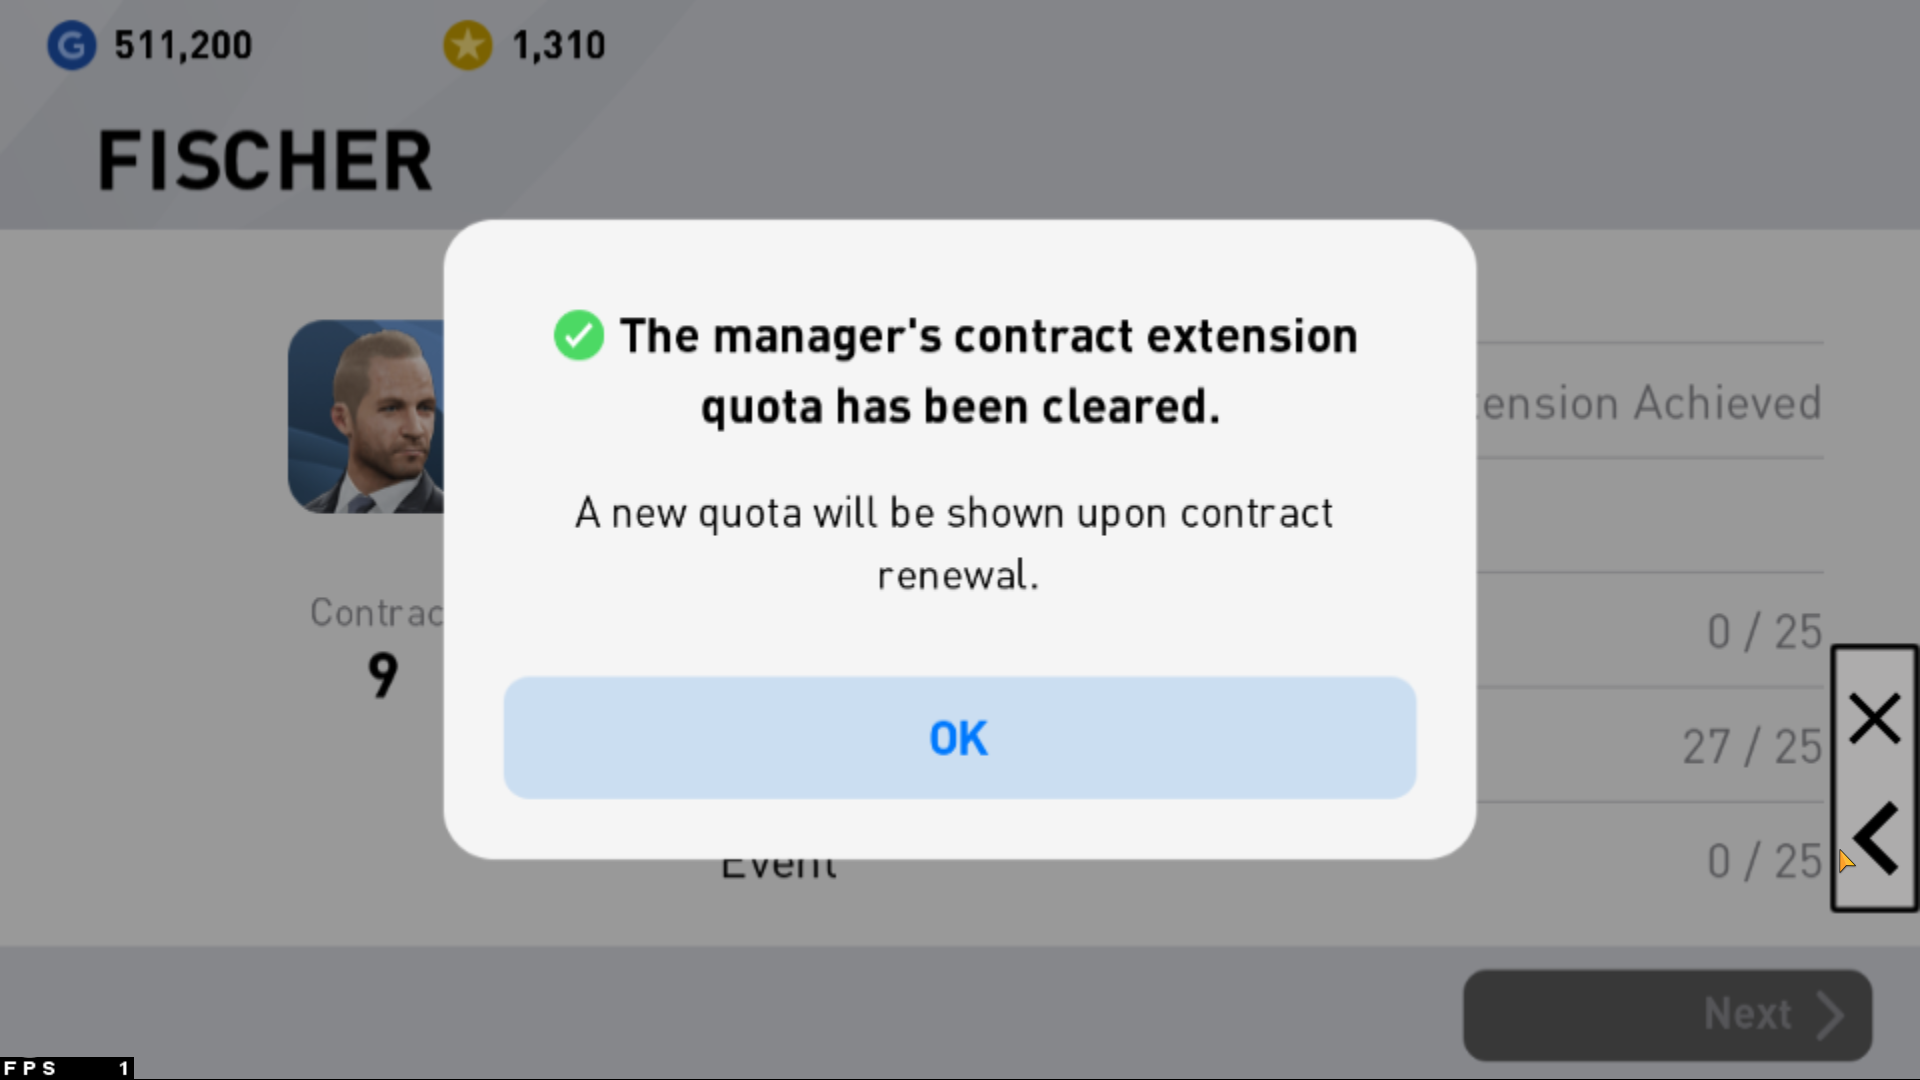 511,200 1,310
FISCHER
The manager's contract extension
quota has been cleared.
ension Achieved
A new quota will be shown upon contract
renewal.
Contrac
9
0 / 25
OK
27 / 25
Event
0 / 25
Next
FPS 1